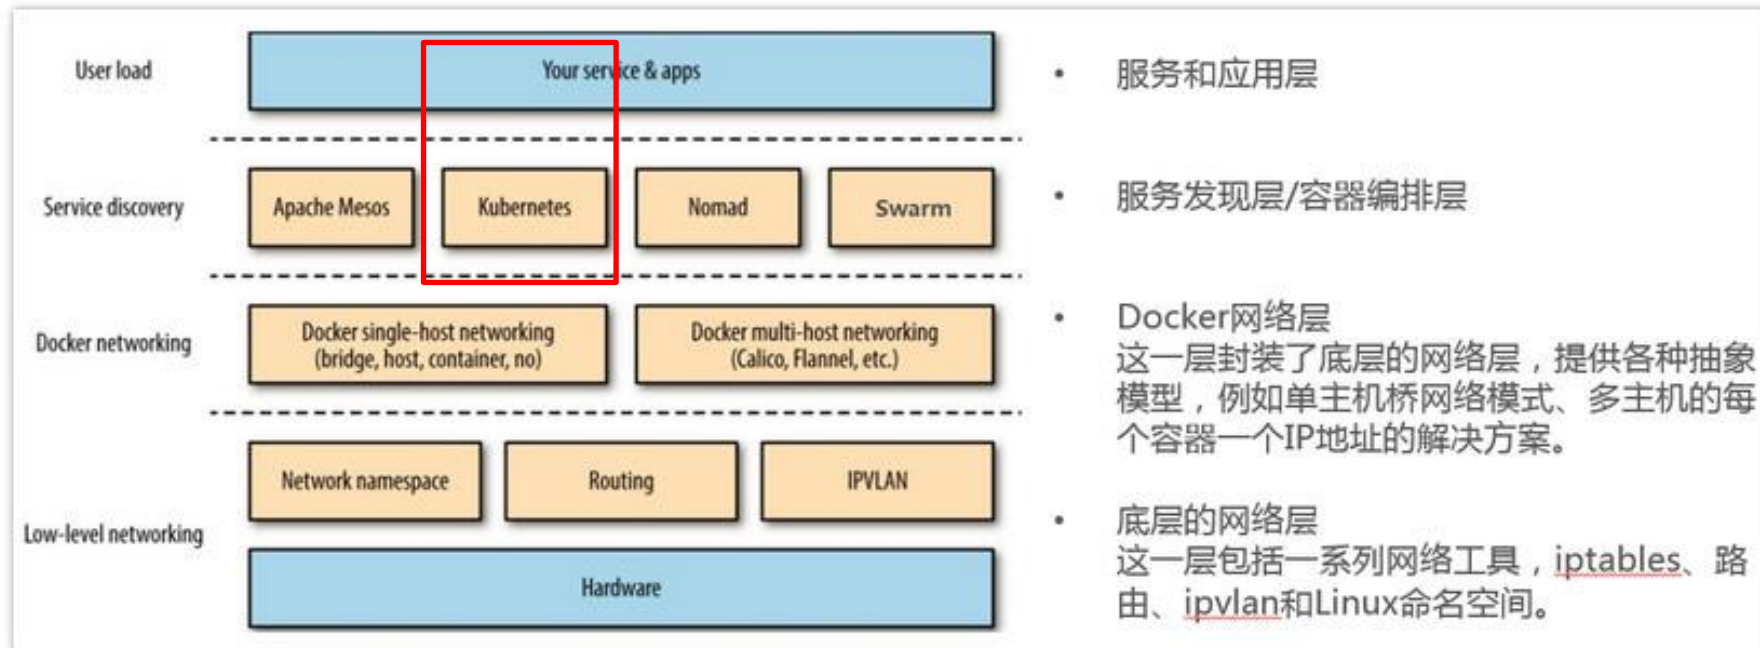 User load
Your service & apps
Service discovery
Apache Mesos
Kubernetes
Nomad
Swarm
Docker networking
Docker single-host networking
(bridge, host, container, no)
Docker multi-host networking
(Calico, Flannel, etc.)
Low-level networking
Network namespace
Routing
IPVLAN
Hardware
• 服务和应用层
• 服务发现层/容器编排层
• Docker网络层
这一层封装了底层的网络层，提供各种抽象
模型，例如单主机桥网络模式、多主机的每
个容器一个IP地址的解决方案。
• 底层的网络层
这一层包括一系列网络工具，iptables、路
由、ipvlan和Linux命名空间。